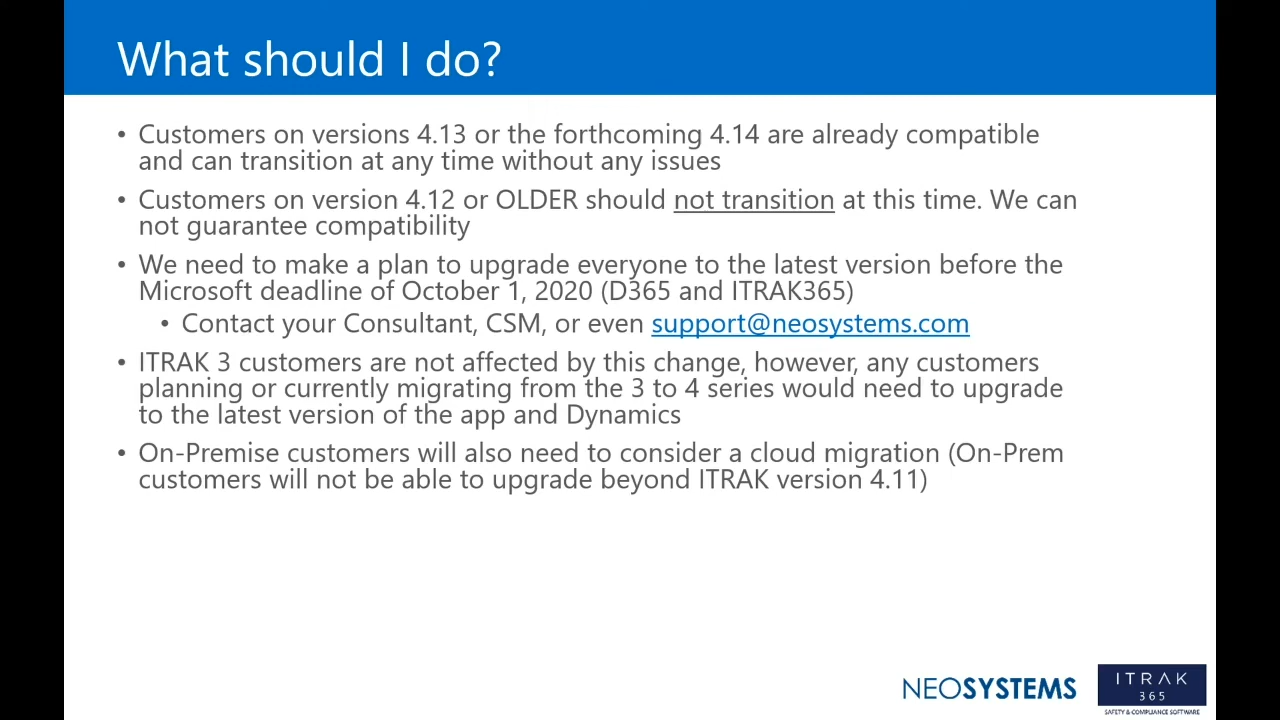 What should I do?
• Customers on versions 4.13 or the forthcoming 4.14 are already compatible
and can transition at any time without any issues
• Customers on version 4.12 or OLDER should not transition at this time. We can
not guarantee compatibility
• We need to make a plan to upgrade everyone to the latest version before the
Microsoft deadline of October 1, 2020 (D365 and ITRAK365)
• Contact your Consultant, CSM, or even support@neosystems.com
• ITRAK 3 customers are not affected by this change, however, any customers
planning or currently migrating from the 3 to 4 series would need to upgrade
to the latest version of the app and Dynamics
• On-Premise customers will also need to consider a cloud migration (On-Prem
customers will not be able to upgrade beyond ITRAK version 4.11)
NEOSYSTEMS
ITRAK
365
SAFETY & COMPLIANCE SOFTWARE